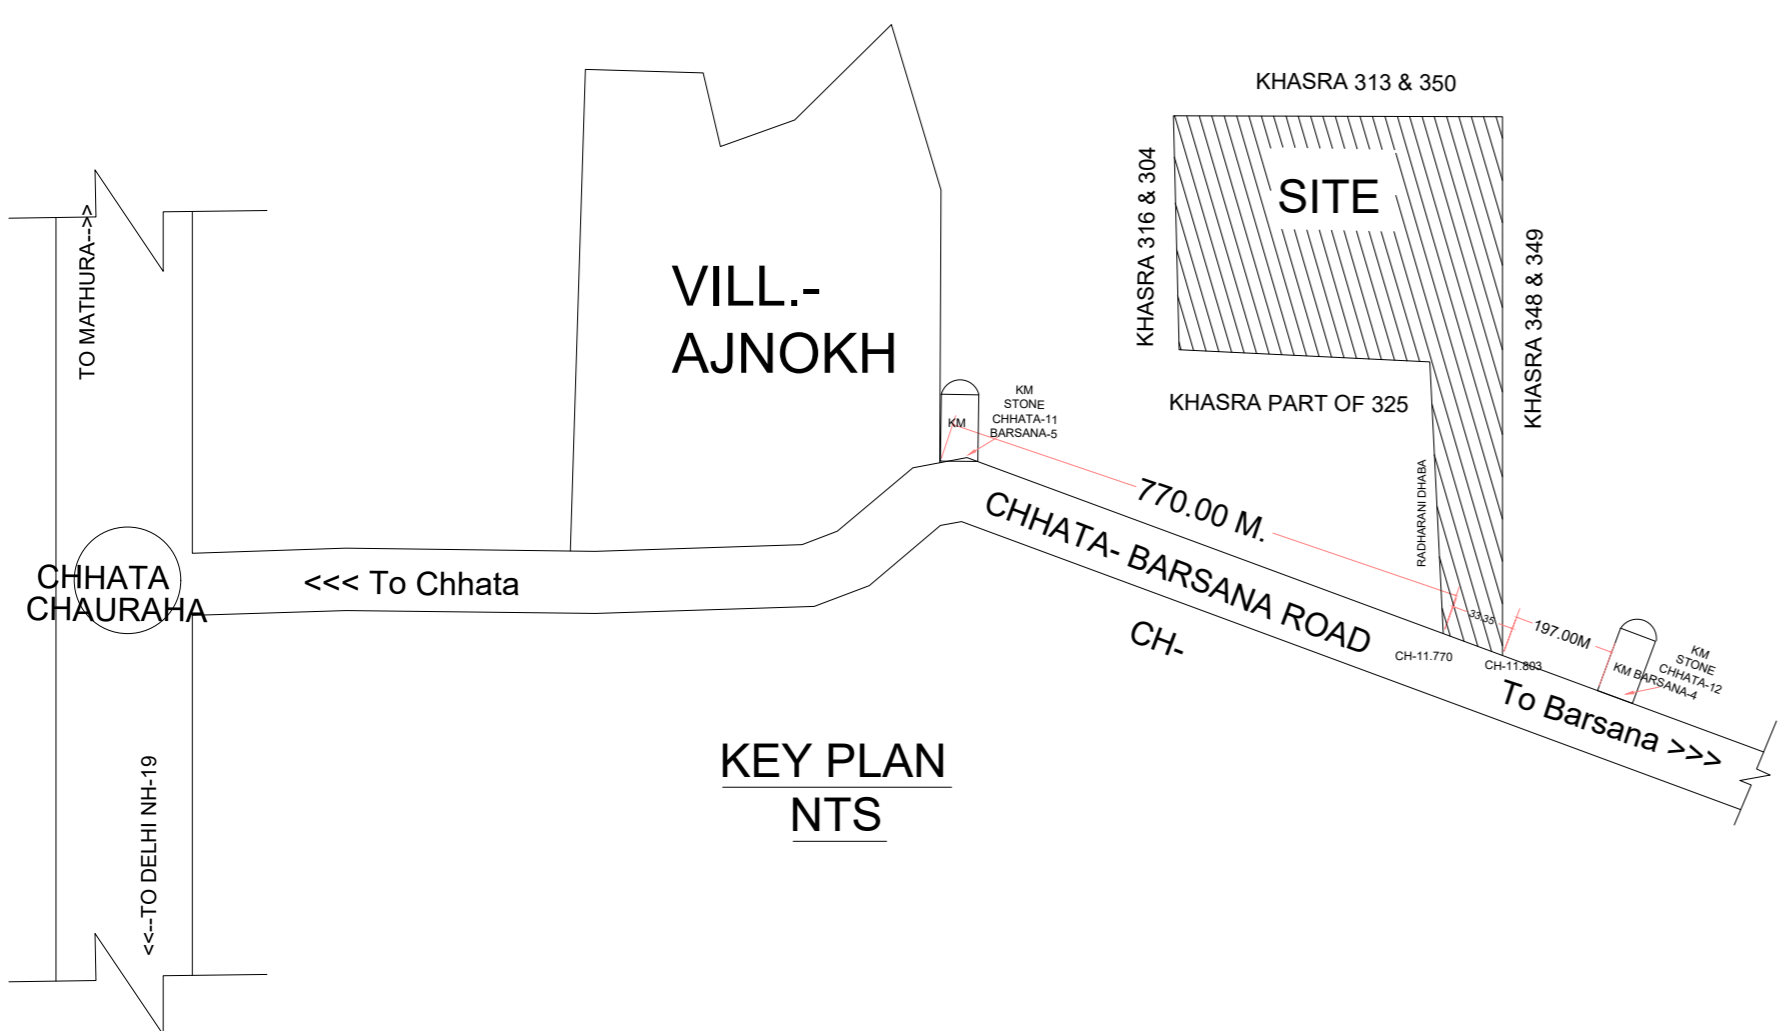 KHASRA 313 & 350
KHASRA 316 & 304
SITE
KHASRA 348 & 349
TO MATHURA-->>
VILL.-
AJNOKH
KM
STONE
CHHATA-11
BARSANA-5
KM
KHASRA PART OF 325
RADHARANI DHABA
770.00 M.
CHHATA- BARSANA ROAD
CH-
33.35
197.00M
CH-11.770
CH-11.803
KM
STONE
CHHATA-12
BARSANA-4
KM
To Barsana >>>
CHHATA
CHAURAHA
<<< To Chhata
<<--TO DELHI NH-19
KEY PLAN
NTS